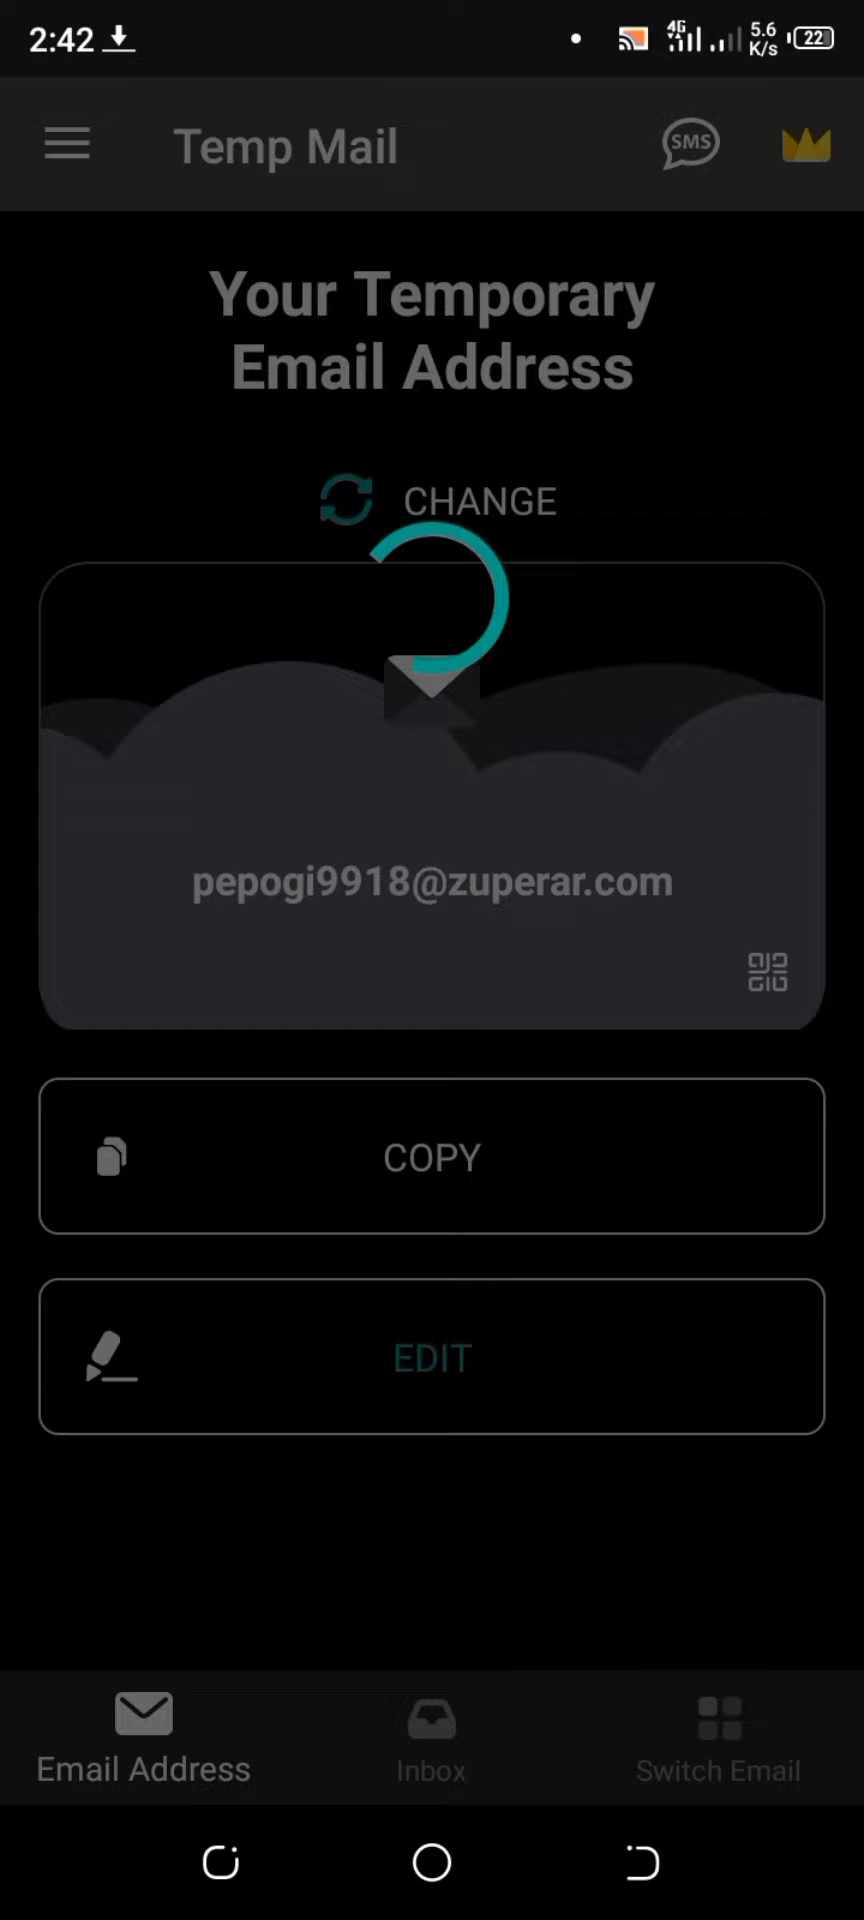 2:42
4G
5.6
K/s
22
Temp Mail
SMS
Your Temporary
Email Address
CHANGE
pepogi9918@zuperar.com
COPY
EDIT
Email Address
Inbox
Switch Email